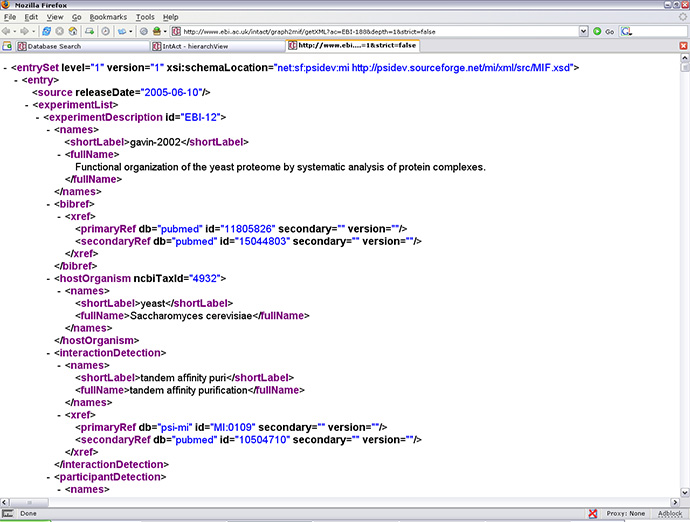 Mozilla Firefox
File Edit View Go Bookmarks Tools Help
http://www.ebi.ac.uk/intact/graph2mif/getXML?ac=EBI-188&depth=1&strict=false Go
Database Search IntAct - hierarchView http://www.ebi....=1&strict=false
- <entrySet level="1" version="1" xsi:schemaLocation="net:sf:psidev:mi http://psidev.sourceforge.net/mi/xml/src/MIF.xsd">
- <entry>
<source releaseDate="2005-06-10"/>
- <experimentList>
- <experimentDescription id="EBI-12">
- <names>
<shortLabel>gavin-2002</shortLabel>
- <fullName>
Functional organization of the yeast proteome by systematic analysis of protein complexes.
</fullName>
</names>
- <bibref>
- <xref>
<primaryRef db="pubmed" id="11805826" secondary="" version=""/>
<secondaryRef db="pubmed" id="15044803" secondary="" version=""/>
</xref>
</bibref>
- <hostOrganism ncbiTaxId="4932">
- <names>
<shortLabel>yeast</shortLabel>
<fullName>Saccharomyces cerevisiae</fullName>
</names>
</hostOrganism>
- <interactionDetection>
- <names>
<shortLabel>tandem affinity puri</shortLabel>
<fullName>tandem affinity purification</fullName>
</names>
- <xref>
<primaryRef db="psi-mi" id="MI:0109" secondary="" version=""/>
<secondaryRef db="pubmed" id="10504710" secondary="" version=""/>
</xref>
</interactionDetection>
- <participantDetection>
- <names>
Done Proxy: None Adblock